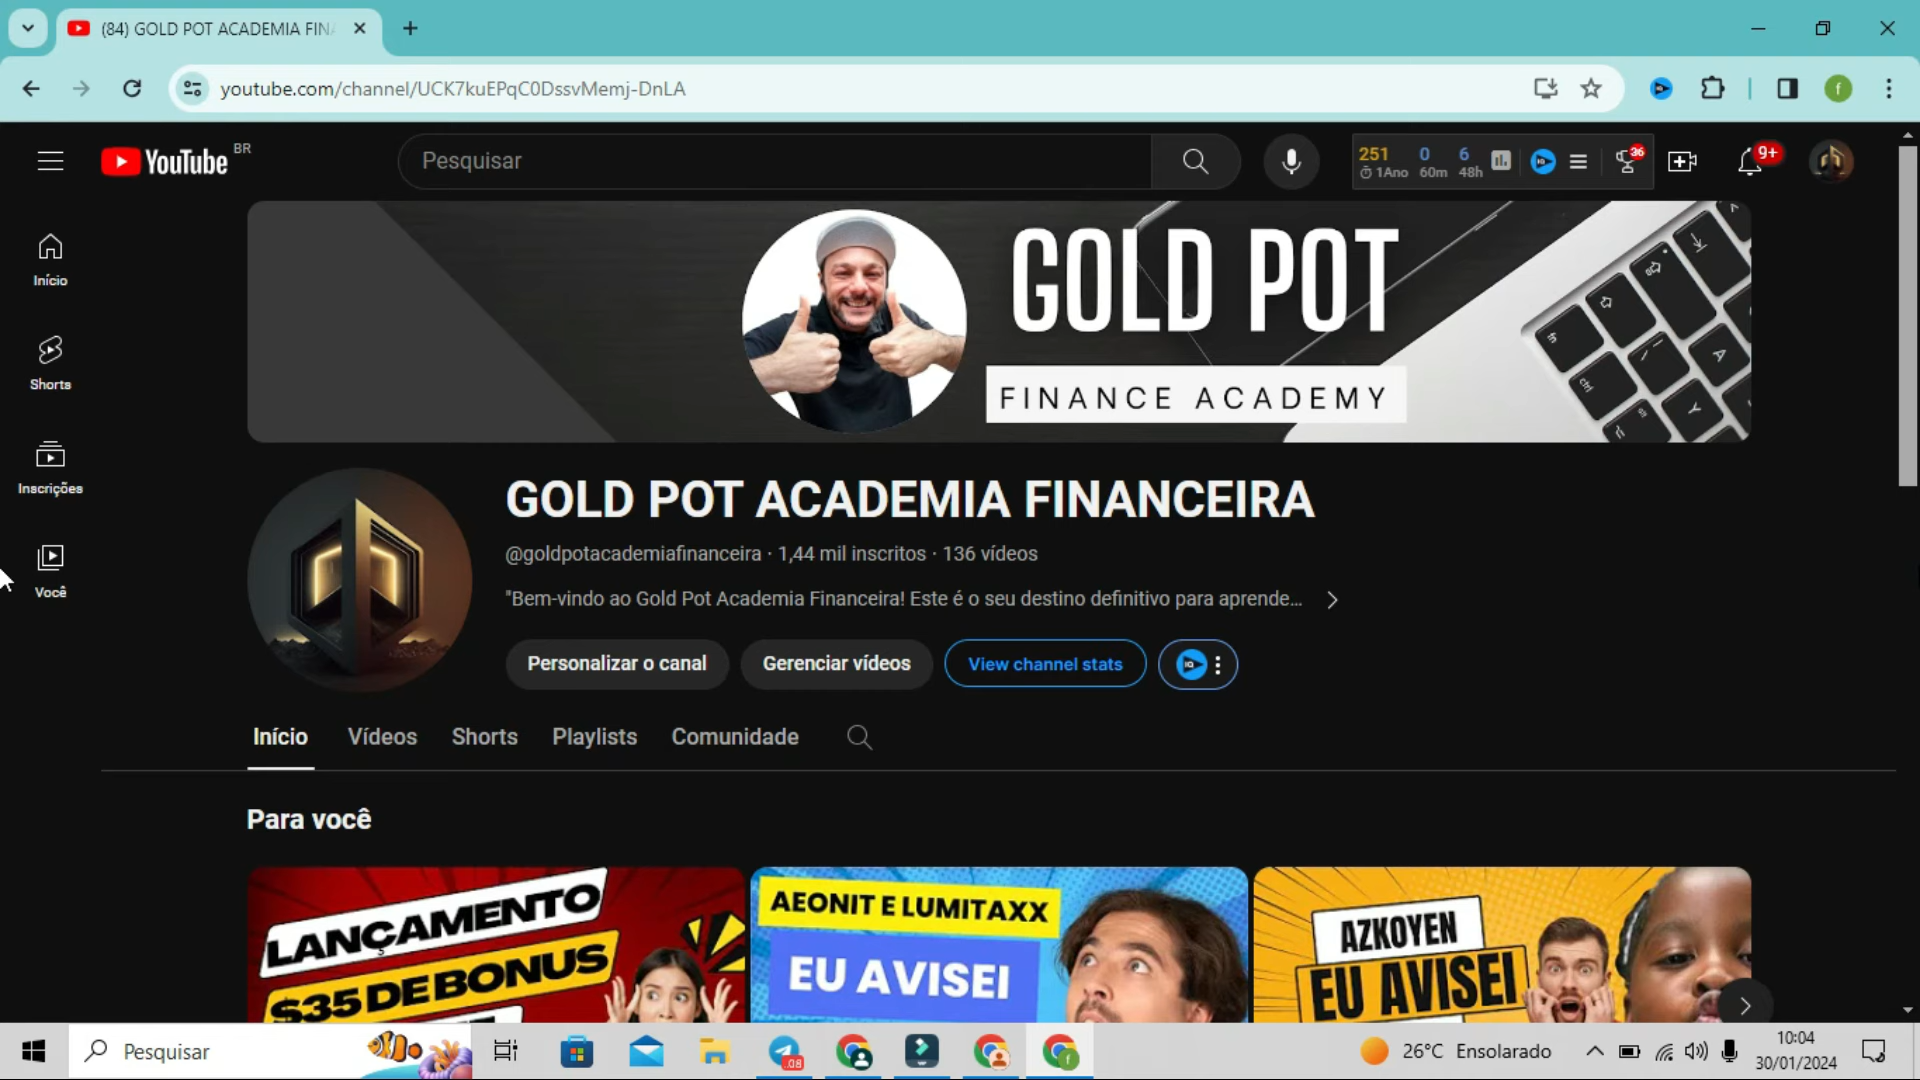 (84) GOLD POT ACADEMIA FIN
youtube.com/channel/UCK7kuEPqC0DssvMemj-DnLA
f
YouTube BR
Pesquisar
251 0 6
1Ano 60m 48h
36
9+
Início
Shorts
Inscrições
Você
GOLD POT
FINANCE ACADEMY
GOLD POT ACADEMIA FINANCEIRA
@goldpotacademiafinanceira · 1,44 mil inscritos · 136 vídeos
"Bem-vindo ao Gold Pot Academia Financeira! Este é o seu destino definitivo para aprende...
Personalizar o canal
Gerenciar vídeos
View channel stats
Início
Vídeos
Shorts
Playlists
Comunidade
Para você
LANÇAMENTO
$35 DE BONUS
AEONIT E LUMITAXX
EU AVISEI
AZKOYEN
EU AVISEI
Pesquisar
26°C Ensolarado
10:04
30/01/2024